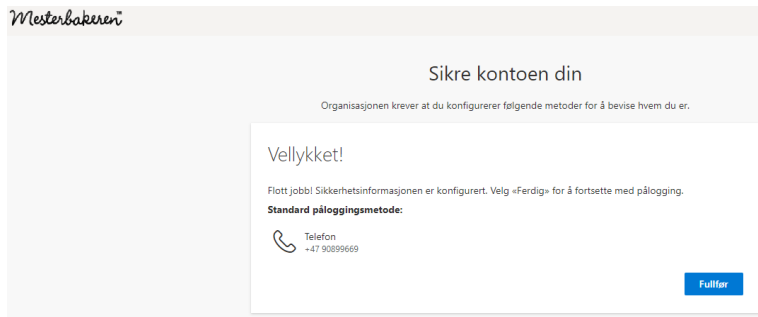 Mesterbakeren™
Sikre kontoen din
Organisasjonen krever at du konfigurerer følgende metoder for å bevise hvem du er.
Vellykket!
Flott jobb! Sikkerhetsinformasjonen er konfigurert. Velg «Ferdig» for å fortsette med pålogging.
Standard påloggingsmetode:
Telefon
+47 90899669
Fullfør